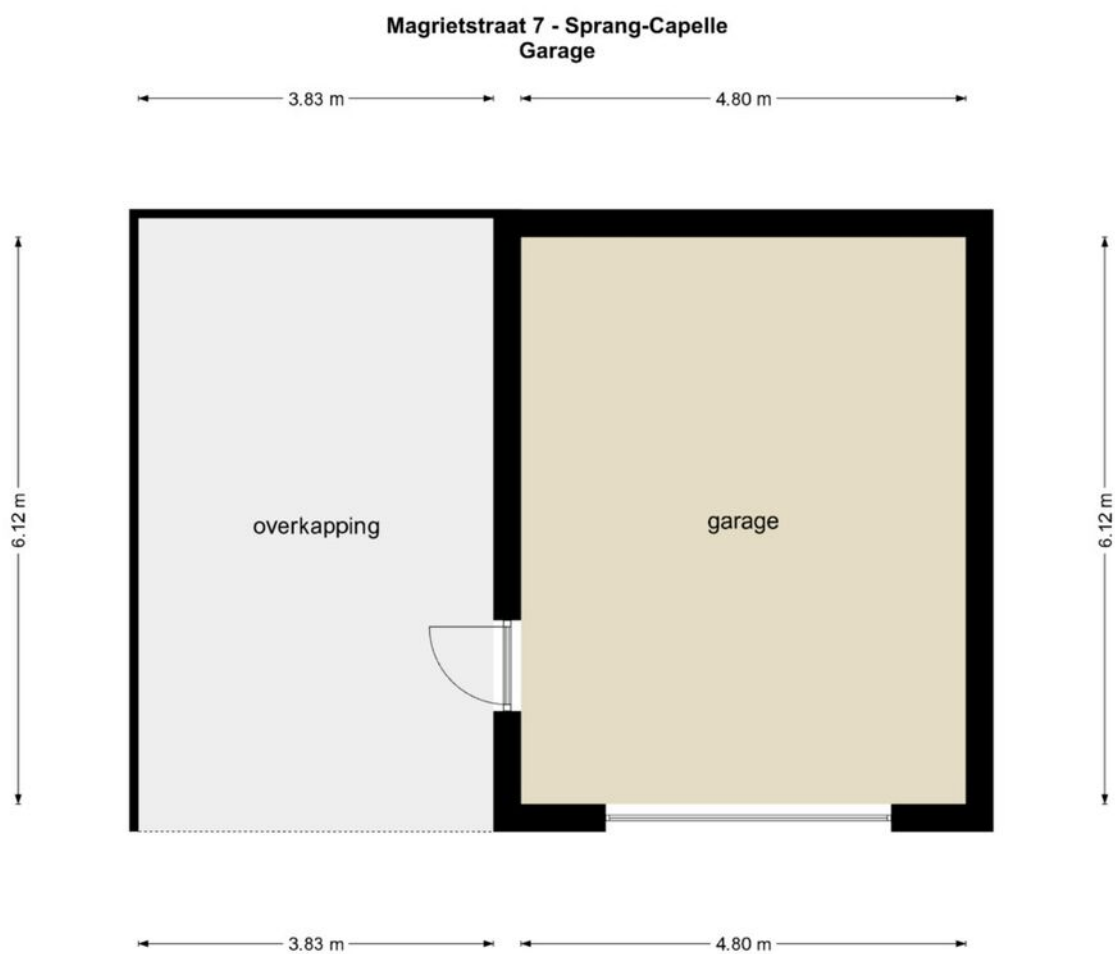 Magrietstraat 7 - Sprang-Capelle
Garage
3.83 m
4.80 m
6.12 m
6.12 m
overkapping
garage
3.83 m
4.80 m